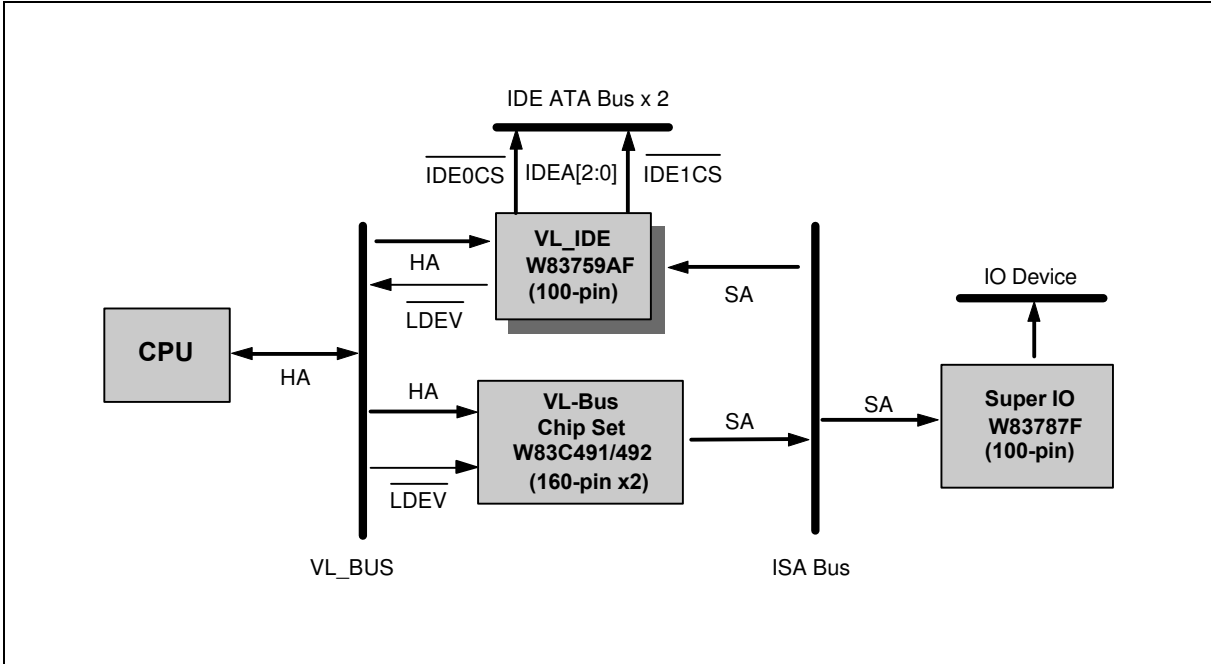 IDE ATA Bus x 2
IDE0CS
IDEA[2:0]
IDE1CS
VL_IDE
W83759AF
(100-pin)
HA
LDEV
SA
IO Device
CPU
HA
HA
LDEV
VL-Bus
Chip Set
W83C491/492
(160-pin x2)
SA
SA
Super IO
W83787F
(100-pin)
VL_BUS
ISA Bus